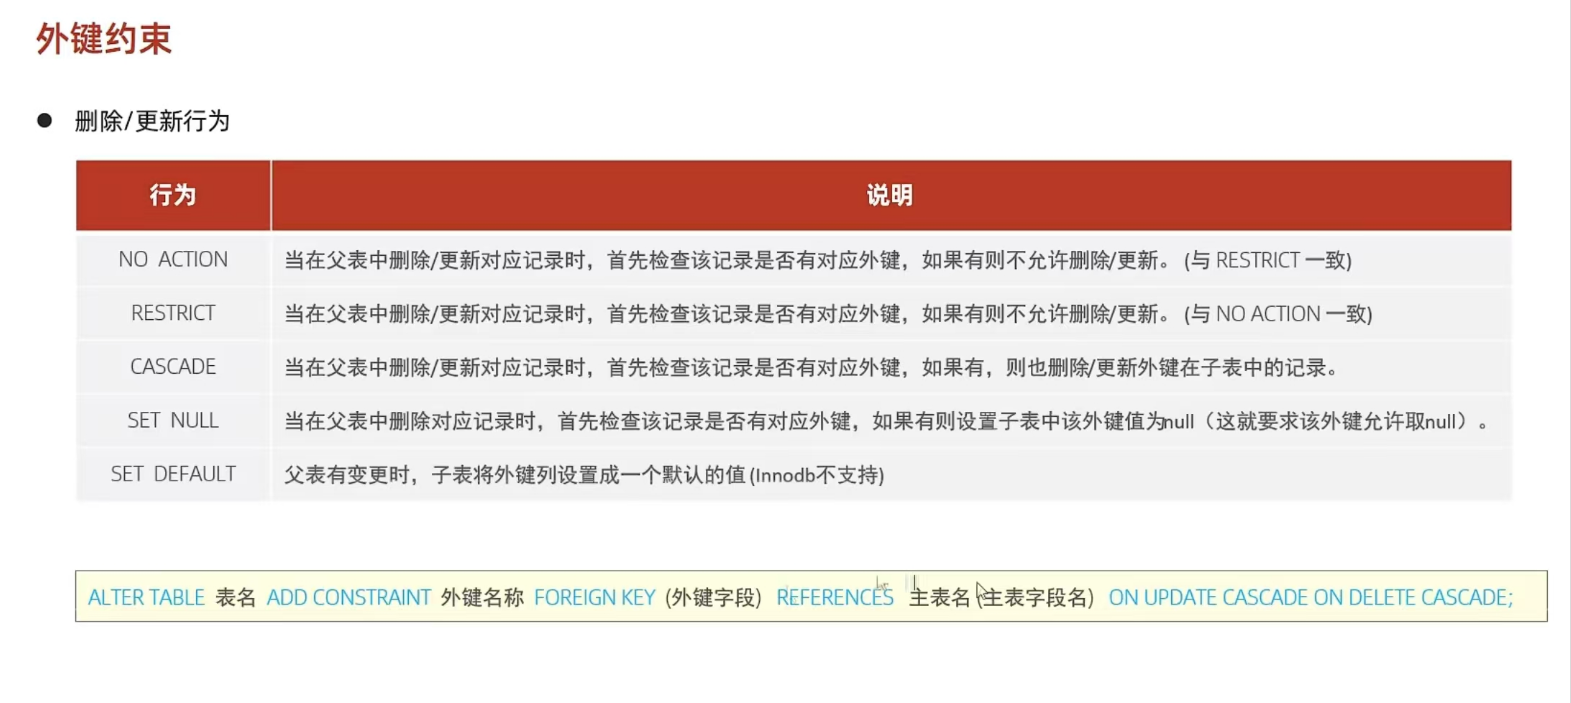 外键约束
● 删除/更新行为
行为 说明
NO ACTION 当在父表中删除/更新对应记录时，首先检查该记录是否有对应外键，如果有则不允许删除/更新。 (与 RESTRICT 一致)
RESTRICT 当在父表中删除/更新对应记录时，首先检查该记录是否有对应外键，如果有则不允许删除/更新。 (与 NO ACTION 一致)
CASCADE 当在父表中删除/更新对应记录时，首先检查该记录是否有对应外键，如果有，则也删除/更新外键在子表中的记录。
SET NULL 当在父表中删除对应记录时，首先检查该记录是否有对应外键，如果有则设置子表中该外键值为null（这就要求该外键允许取null）。
SET DEFAULT 父表有变更时，子表将外键列设置成一个默认的值 (Innodb不支持)
ALTER TABLE 表名 ADD CONSTRAINT 外键名称 FOREIGN KEY (外键字段) REFERENCES 主表名 (主表字段名) ON UPDATE CASCADE ON DELETE CASCADE;